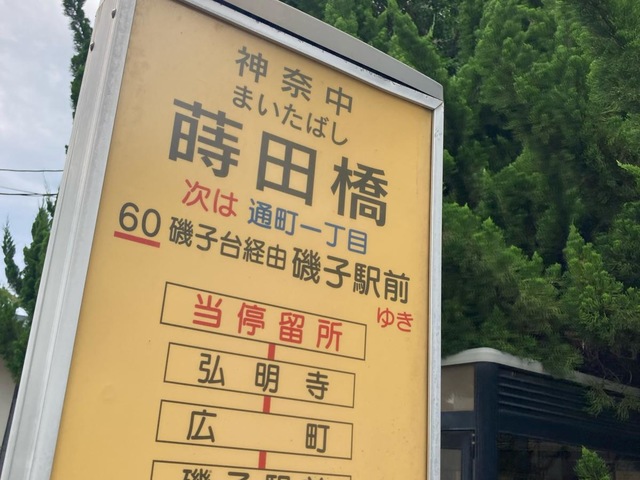 神奈中
まいたばし
蒔田橋
次は 通町一丁目
60 磯子台経由 磯子駅前
ゆき
当停留所
弘明寺
広町